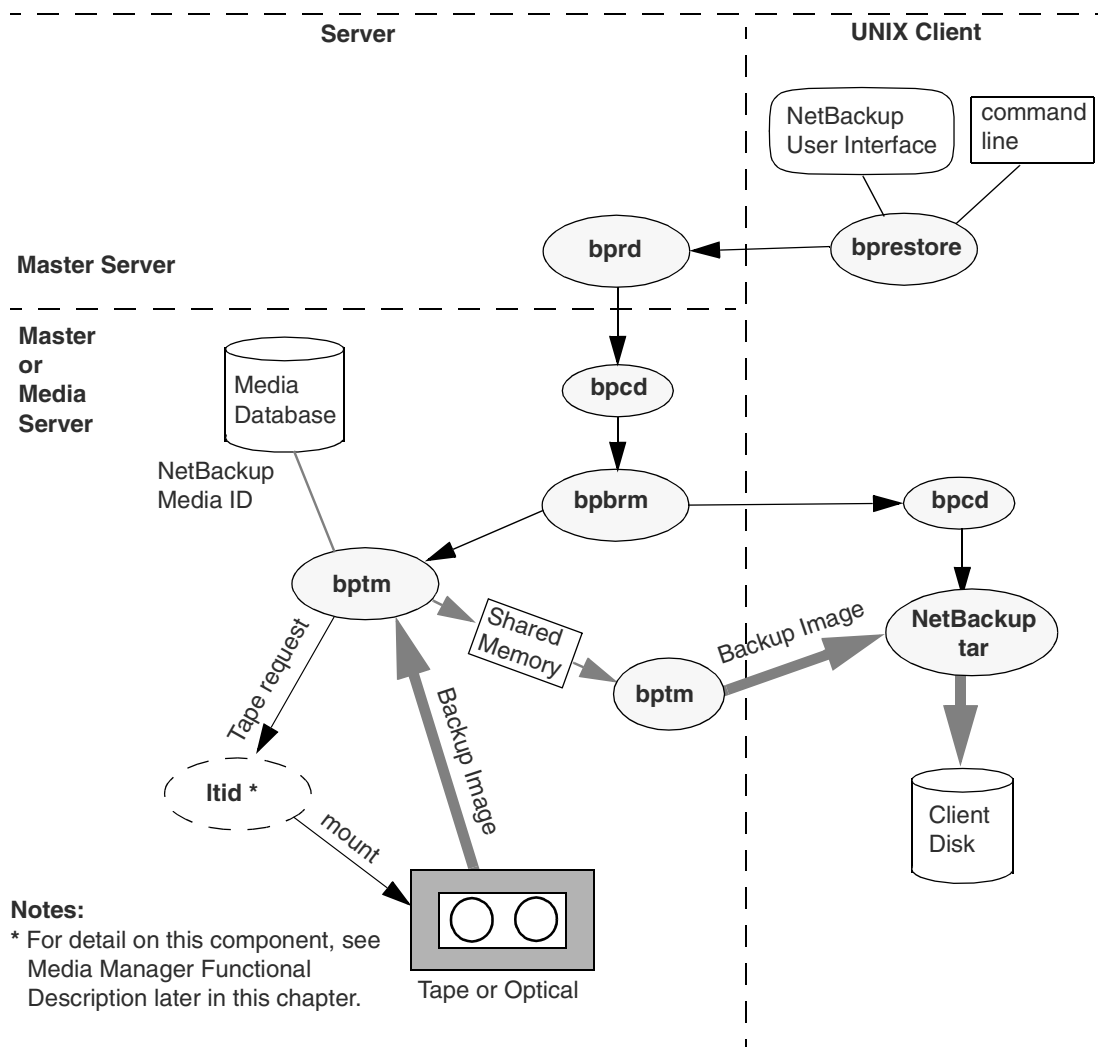 Server
UNIX Client
NetBackup
User Interface
command
line
bprd
bprestore
Master Server
Master
or
Media
Server
Media
Database
NetBackup
Media ID
bpcd
bpbrm
bpcd
bptm
Shared
Memory
bptm
Backup Image
NetBackup
tar
Tape request
Backup Image
ltid *
mount
Client
Disk
Notes:
* For detail on this component, see
Media Manager Functional
Description later in this chapter.
Tape or Optical